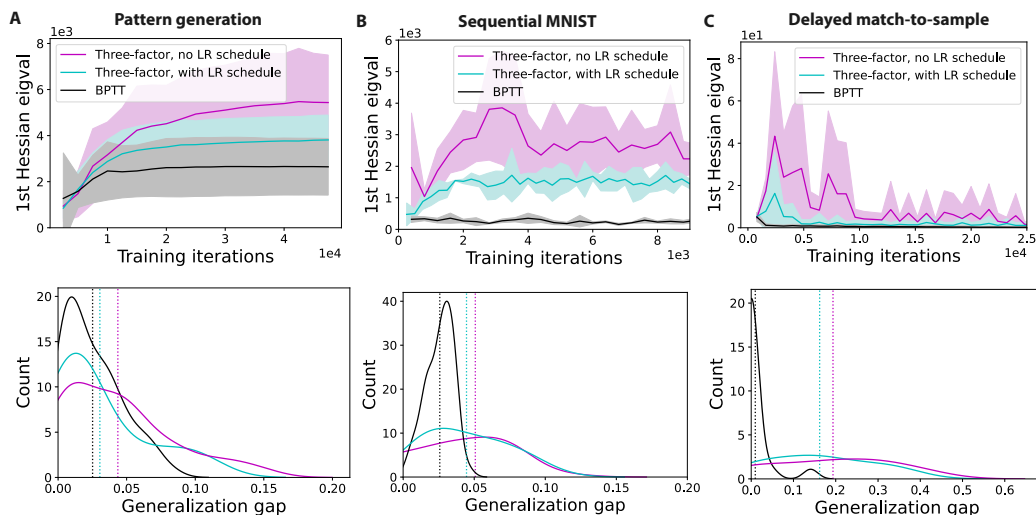 A
Pattern generation
1e3
8
6
4
2
0
1st Hessian eigval
Three-factor, no LR schedule
Three-factor, with LR schedule
BPTT
1
2
3
4
1e4
Training iterations
B
Sequential MNIST
1e3
6
5
4
3
2
1
0
1st Hessian eigval
Three-factor, no LR schedule
Three-factor, with LR schedule
BPTT
0
2
4
6
8
1e3
Training iterations
C
Delayed match-to-sample
1e1
8
6
4
2
0
1st Hessian eigval
Three-factor, no LR schedule
Three-factor, with LR schedule
BPTT
0.0
0.5
1.0
1.5
2.0
2.5
1e4
Training iterations
20
15
10
5
0
Count
0.00
0.05
0.10
0.15
0.20
Generalization gap
40
30
20
10
0
Count
0.00
0.05
0.10
0.15
0.20
Generalization gap
20
15
10
5
0
Count
0.0
0.1
0.2
0.3
0.4
0.5
0.6
Generalization gap